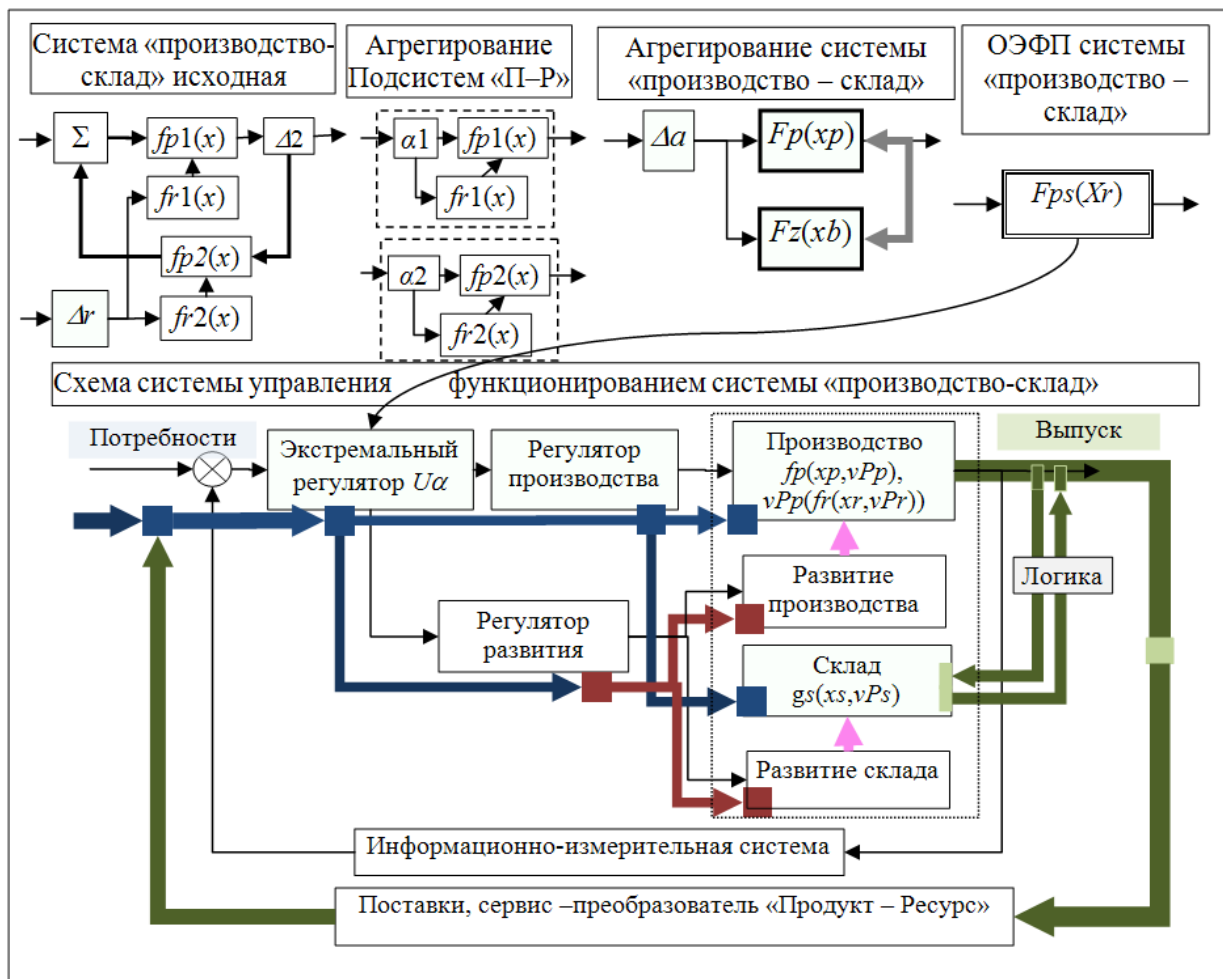 Система «производство-
склад» исходная
Агрегирование
Подсистем «П–Р»
Агрегирование системы
«производство – склад»
ОЭФП системы
«производство –
склад»
Σ
fp1(x)
Δ2
fr1(x)
fp2(x)
Δr
fr2(x)
α1
fp1(x)
fr1(x)
α2
fp2(x)
fr2(x)
Δa
Fp(xp)
Fz(xb)
Fps(Xr)
Схема системы управления функционированием системы «производство-склад»
Потребности
Экстремальный
регулятор Uα
Регулятор
производства
Производство
fp(xp,vPp),
vPp(fr(xr,vPr))
Выпуск
Логика
Развитие
производства
Регулятор
развития
Склад
gs(xs,vPs)
Развитие склада
Информационно-измерительная система
Поставки, сервис –преобразователь «Продукт – Ресурс»